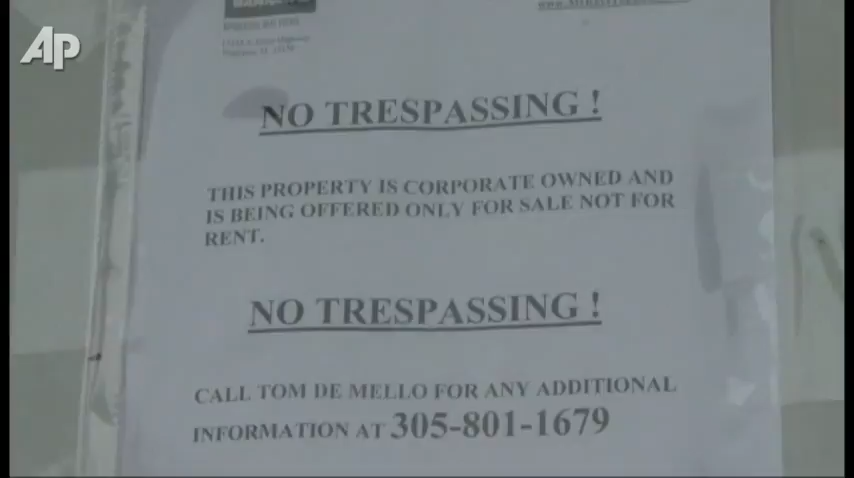 AP
NO TRESPASSING !
THIS PROPERTY IS CORPORATE OWNED AND
IS BEING OFFERED ONLY FOR SALE NOT FOR
RENT.
NO TRESPASSING !
CALL TOM DE MELLO FOR ANY ADDITIONAL
INFORMATION AT 305-801-1679